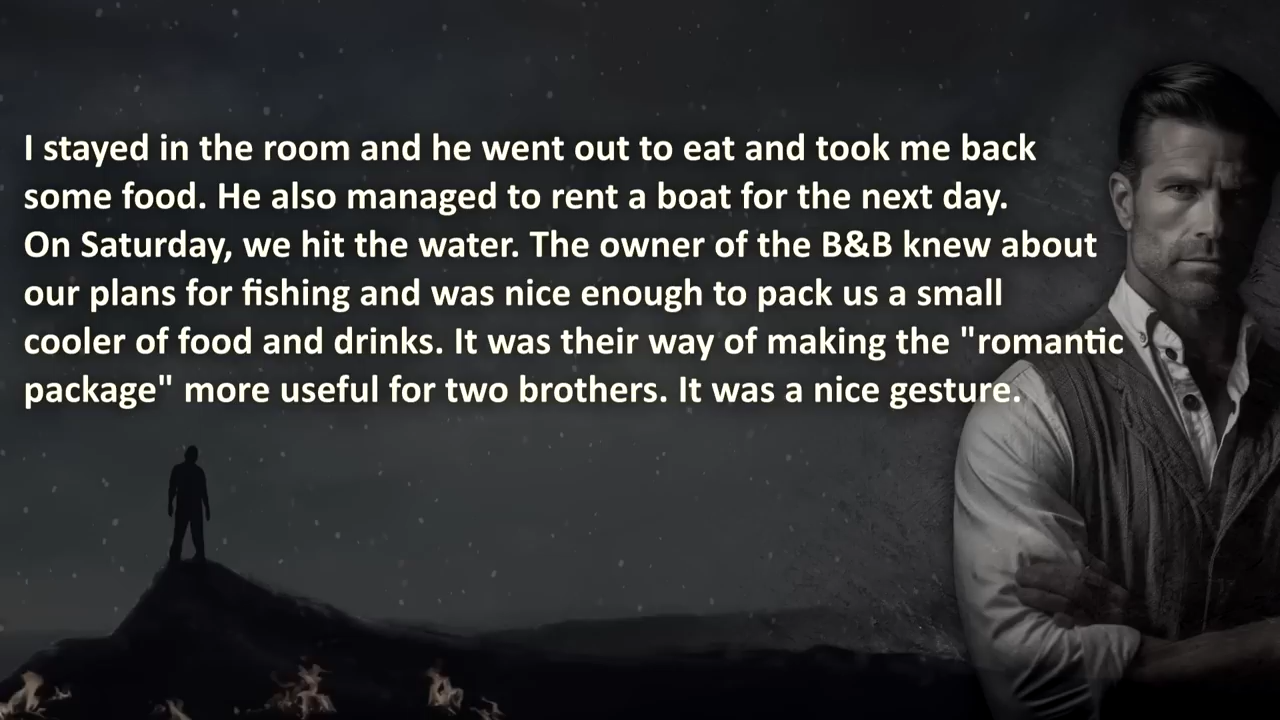 I stayed in the room and he went out to eat and took me back
some food. He also managed to rent a boat for the next day.
On Saturday, we hit the water. The owner of the B&B knew about
our plans for fishing and was nice enough to pack us a small
cooler of food and drinks. It was their way of making the "romantic
package" more useful for two brothers. It was a nice gesture.